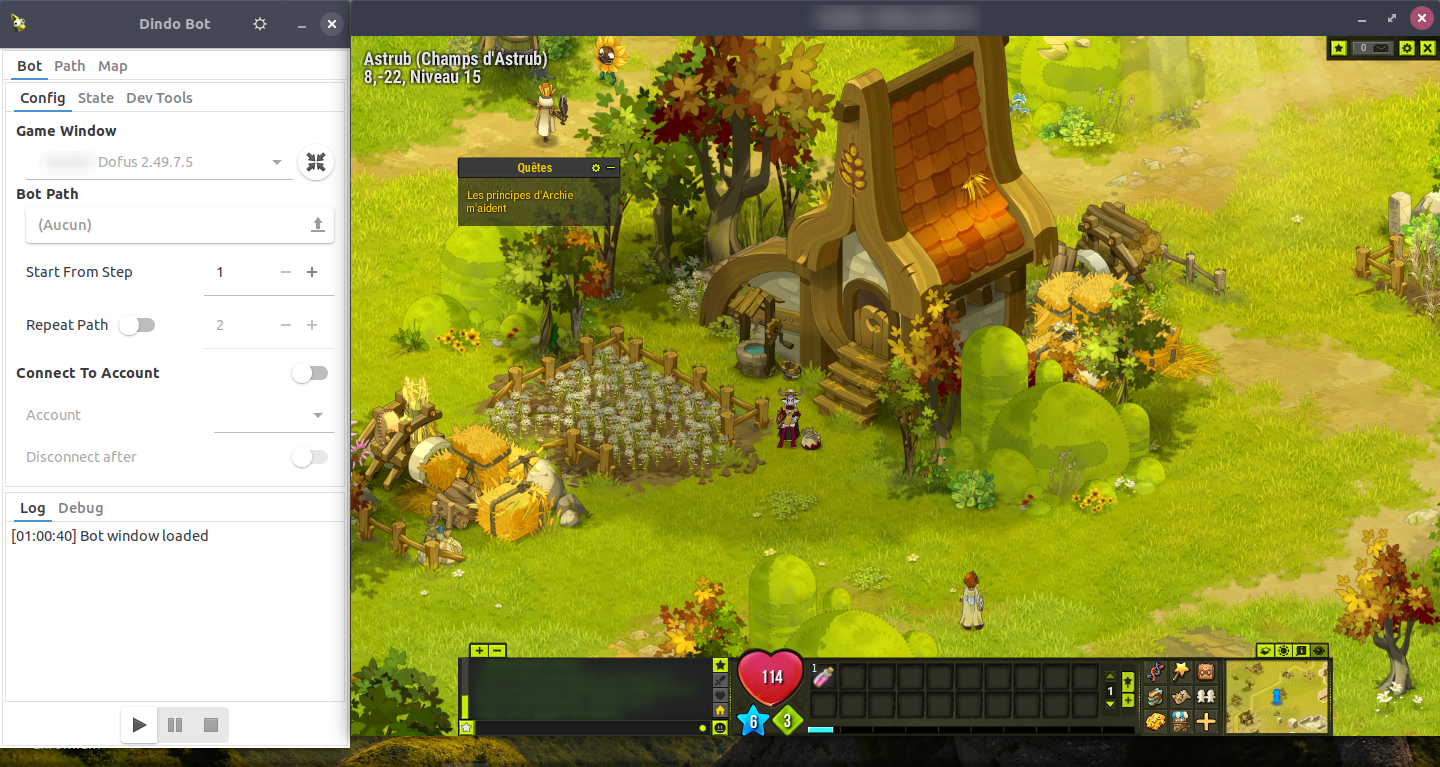 Dindo Bot
Bot Path Map
Config State Dev Tools
Game Window
Dofus 2.49.7.5
Bot Path
(Aucun)
Start From Step 1
Repeat Path 2
Connect To Account
Account
Disconnect after
Log Debug
[01:00:40] Bot window loaded
Astrub (Champs d'Astrub)
8,-22, Niveau 15
0
Quêtes
Les principes d'Archie
m'aident
114
6 3
1
1